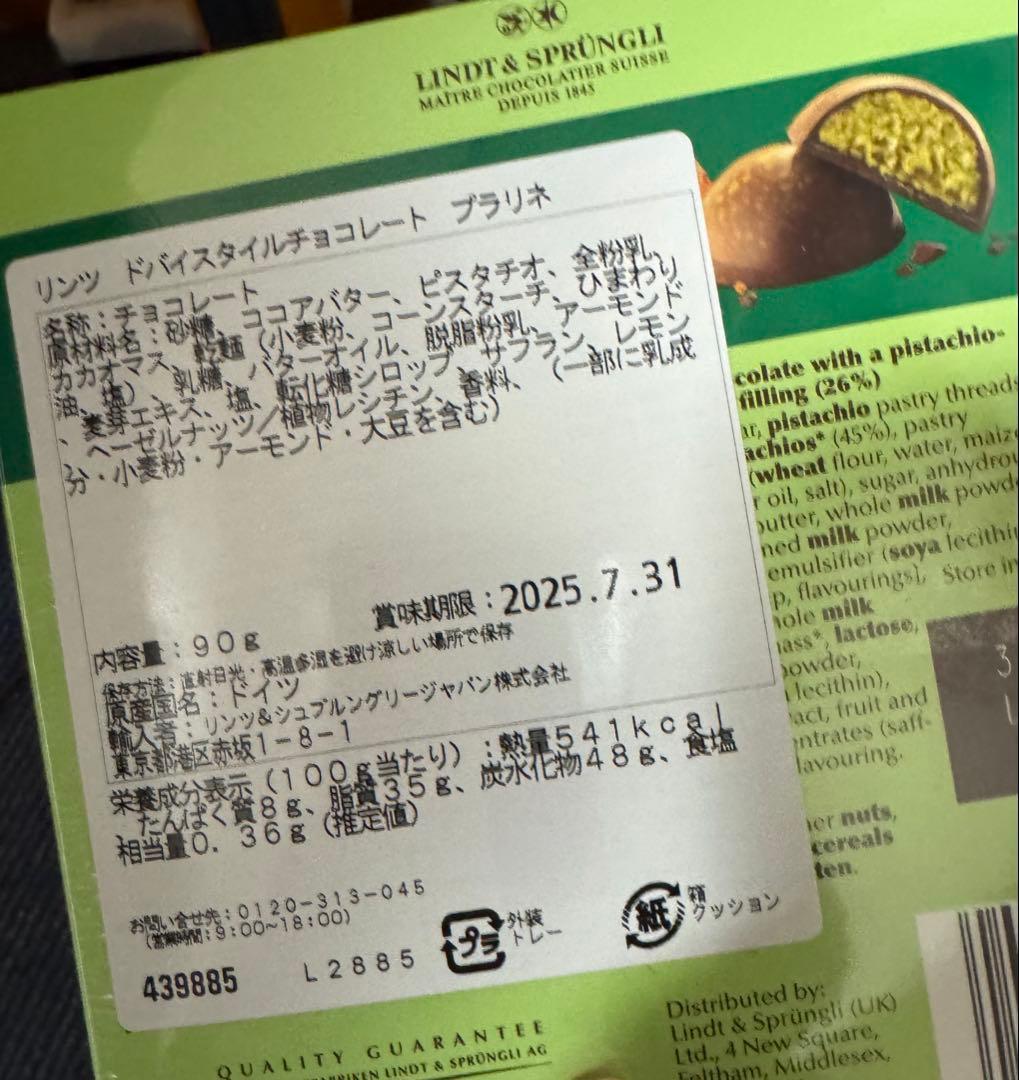 LINDT & SPRÜNGLI
MAÎTRE CHOCOLATIER SUISSE
DEPUIS 1845
リンツ ドバイスタイルチョコレート プラリネ
名称：チョコレート
原材料名：砂糖、ココアバター、ピスタチオ、全粉乳、
カカオマス、乾麺（小麦粉、コーンスターチ、ひまわり
油、塩）、乳糖、バターオイル、脱脂粉乳、アーモンド
、麦芽エキス、塩、転化糖シロップ、サフラン、レモン
、ヘーゼルナッツ／植物レシチン、香料、（一部に乳成
分・小麦粉・アーモンド・大豆を含む）
賞味期限：2025.7.31
内容量：90g
保存方法：直射日光・高温多湿を避け涼しい場所で保存
原産国名：ドイツ
輸入者：リンツ&シュプルングリージャパン株式会社
東京都港区赤坂1-8-1
栄養成分表示（100g当たり）：熱量541kcal
たんぱく質8g、脂質35g、炭水化物48g、食塩
相当量0.36g（推定値）
お問い合せ先：0120-313-045
（営業時間：9:00~18:00）
439885 L2885
プラ 外装
トレー
紙 箱
クッション
colate with a pistachio-
filling (26%)
ar, pistachio pastry threads
achios* (45%), pastry
(wheat flour, water, maize
r oil, salt), sugar, anhydrou
butter, whole milk powd
ned milk powder,
emulsifier (soya lecithin
p, flavourings]. Store in
hole milk
ass*, lactose,
powder,
lecithin),
act, fruit and
ntrates (saff-
lavouring.
her nuts,
cereals
ten.
QUALITY GUARANTEE
FABRIKEN LINDT & SPRÜNGLI AG
Distributed by:
Lindt & Sprüngli (UK)
Ltd., 4 New Square,
Feltham, Middlesex,